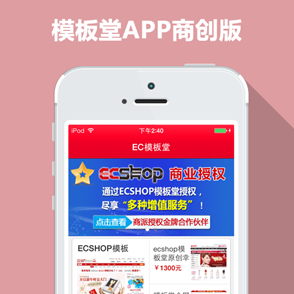 模板堂APP商创版
iPod
下午2:40
EC模板堂
ECSHOP 商业授权
通过ECSHOP模板堂授权，
尽享“多种增值服务”！
点击查看
商派授权金牌合作伙伴
ECSHOP模板
ecshop模
板堂原创幸
￥1300元